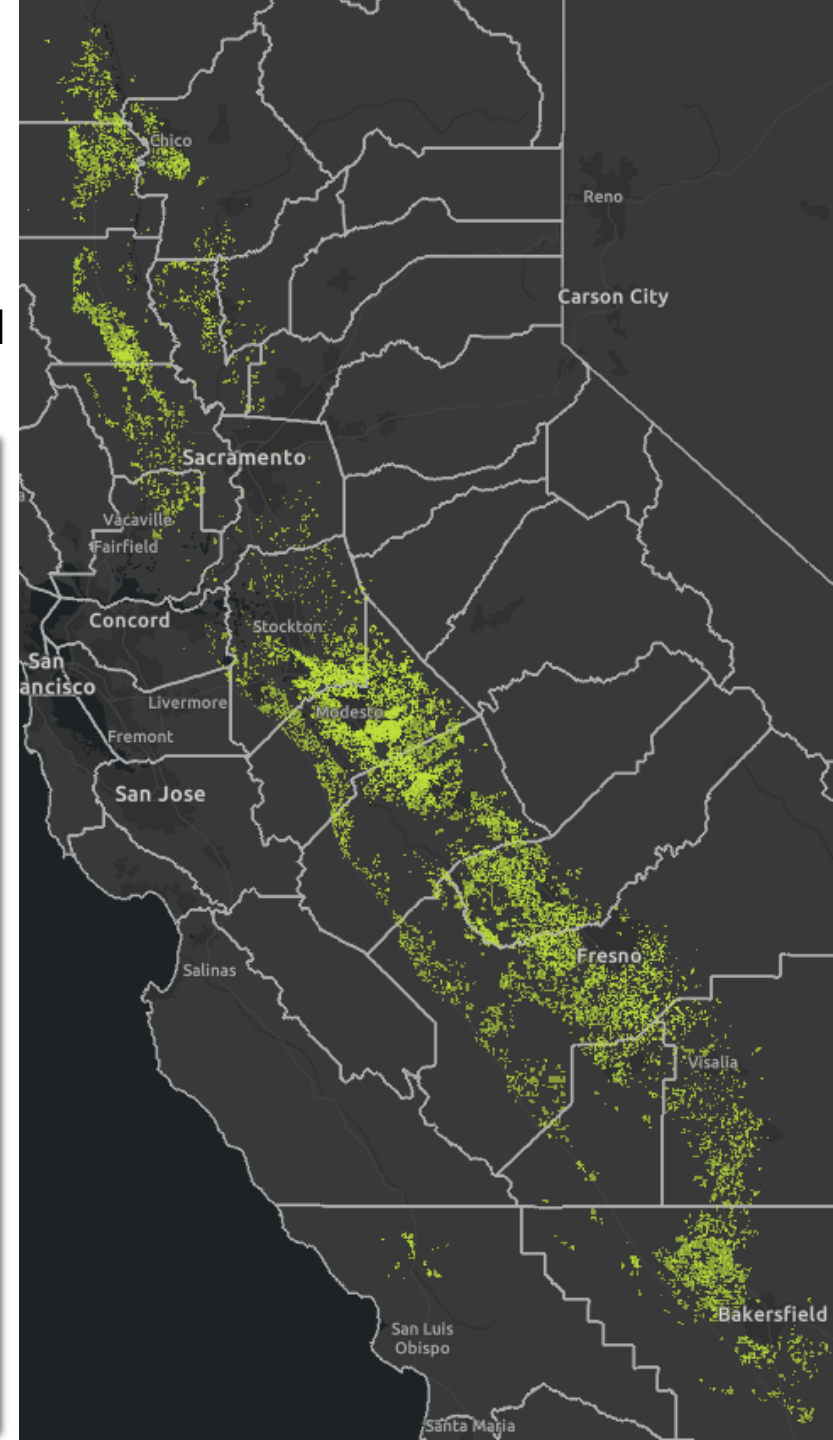 Chico
Reno
Carson City
Sacramento
Vacaville
Fairfield
Concord
Stockton
San
ancisco
Livermore
Modesto
Fremont
San Jose
Fresno
Salinas
Visalia
Bakersfield
San Luis
Obispo
Santa Maria